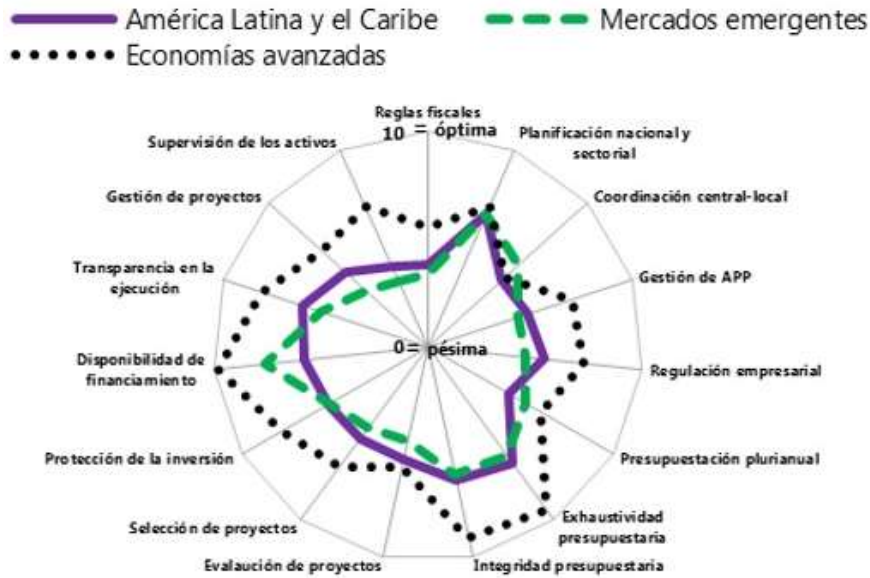 América Latina y el Caribe
Mercados emergentes
Economías avanzadas
Reglas fiscales
10 = óptima
Planificación nacional y
sectorial
Supervisión de los activos
Gestión de proyectos
Coordinación central-local
Transparencia en la
ejecución
Gestión de APP
0 = pésima
Disponibilidad de
financiamiento
Regulación empresarial
Protección de la inversión
Presupuestación plurianual
Selección de proyectos
Exhaustividad
presupuestaria
Evalaución de proyectos
Integridad presupuestaria